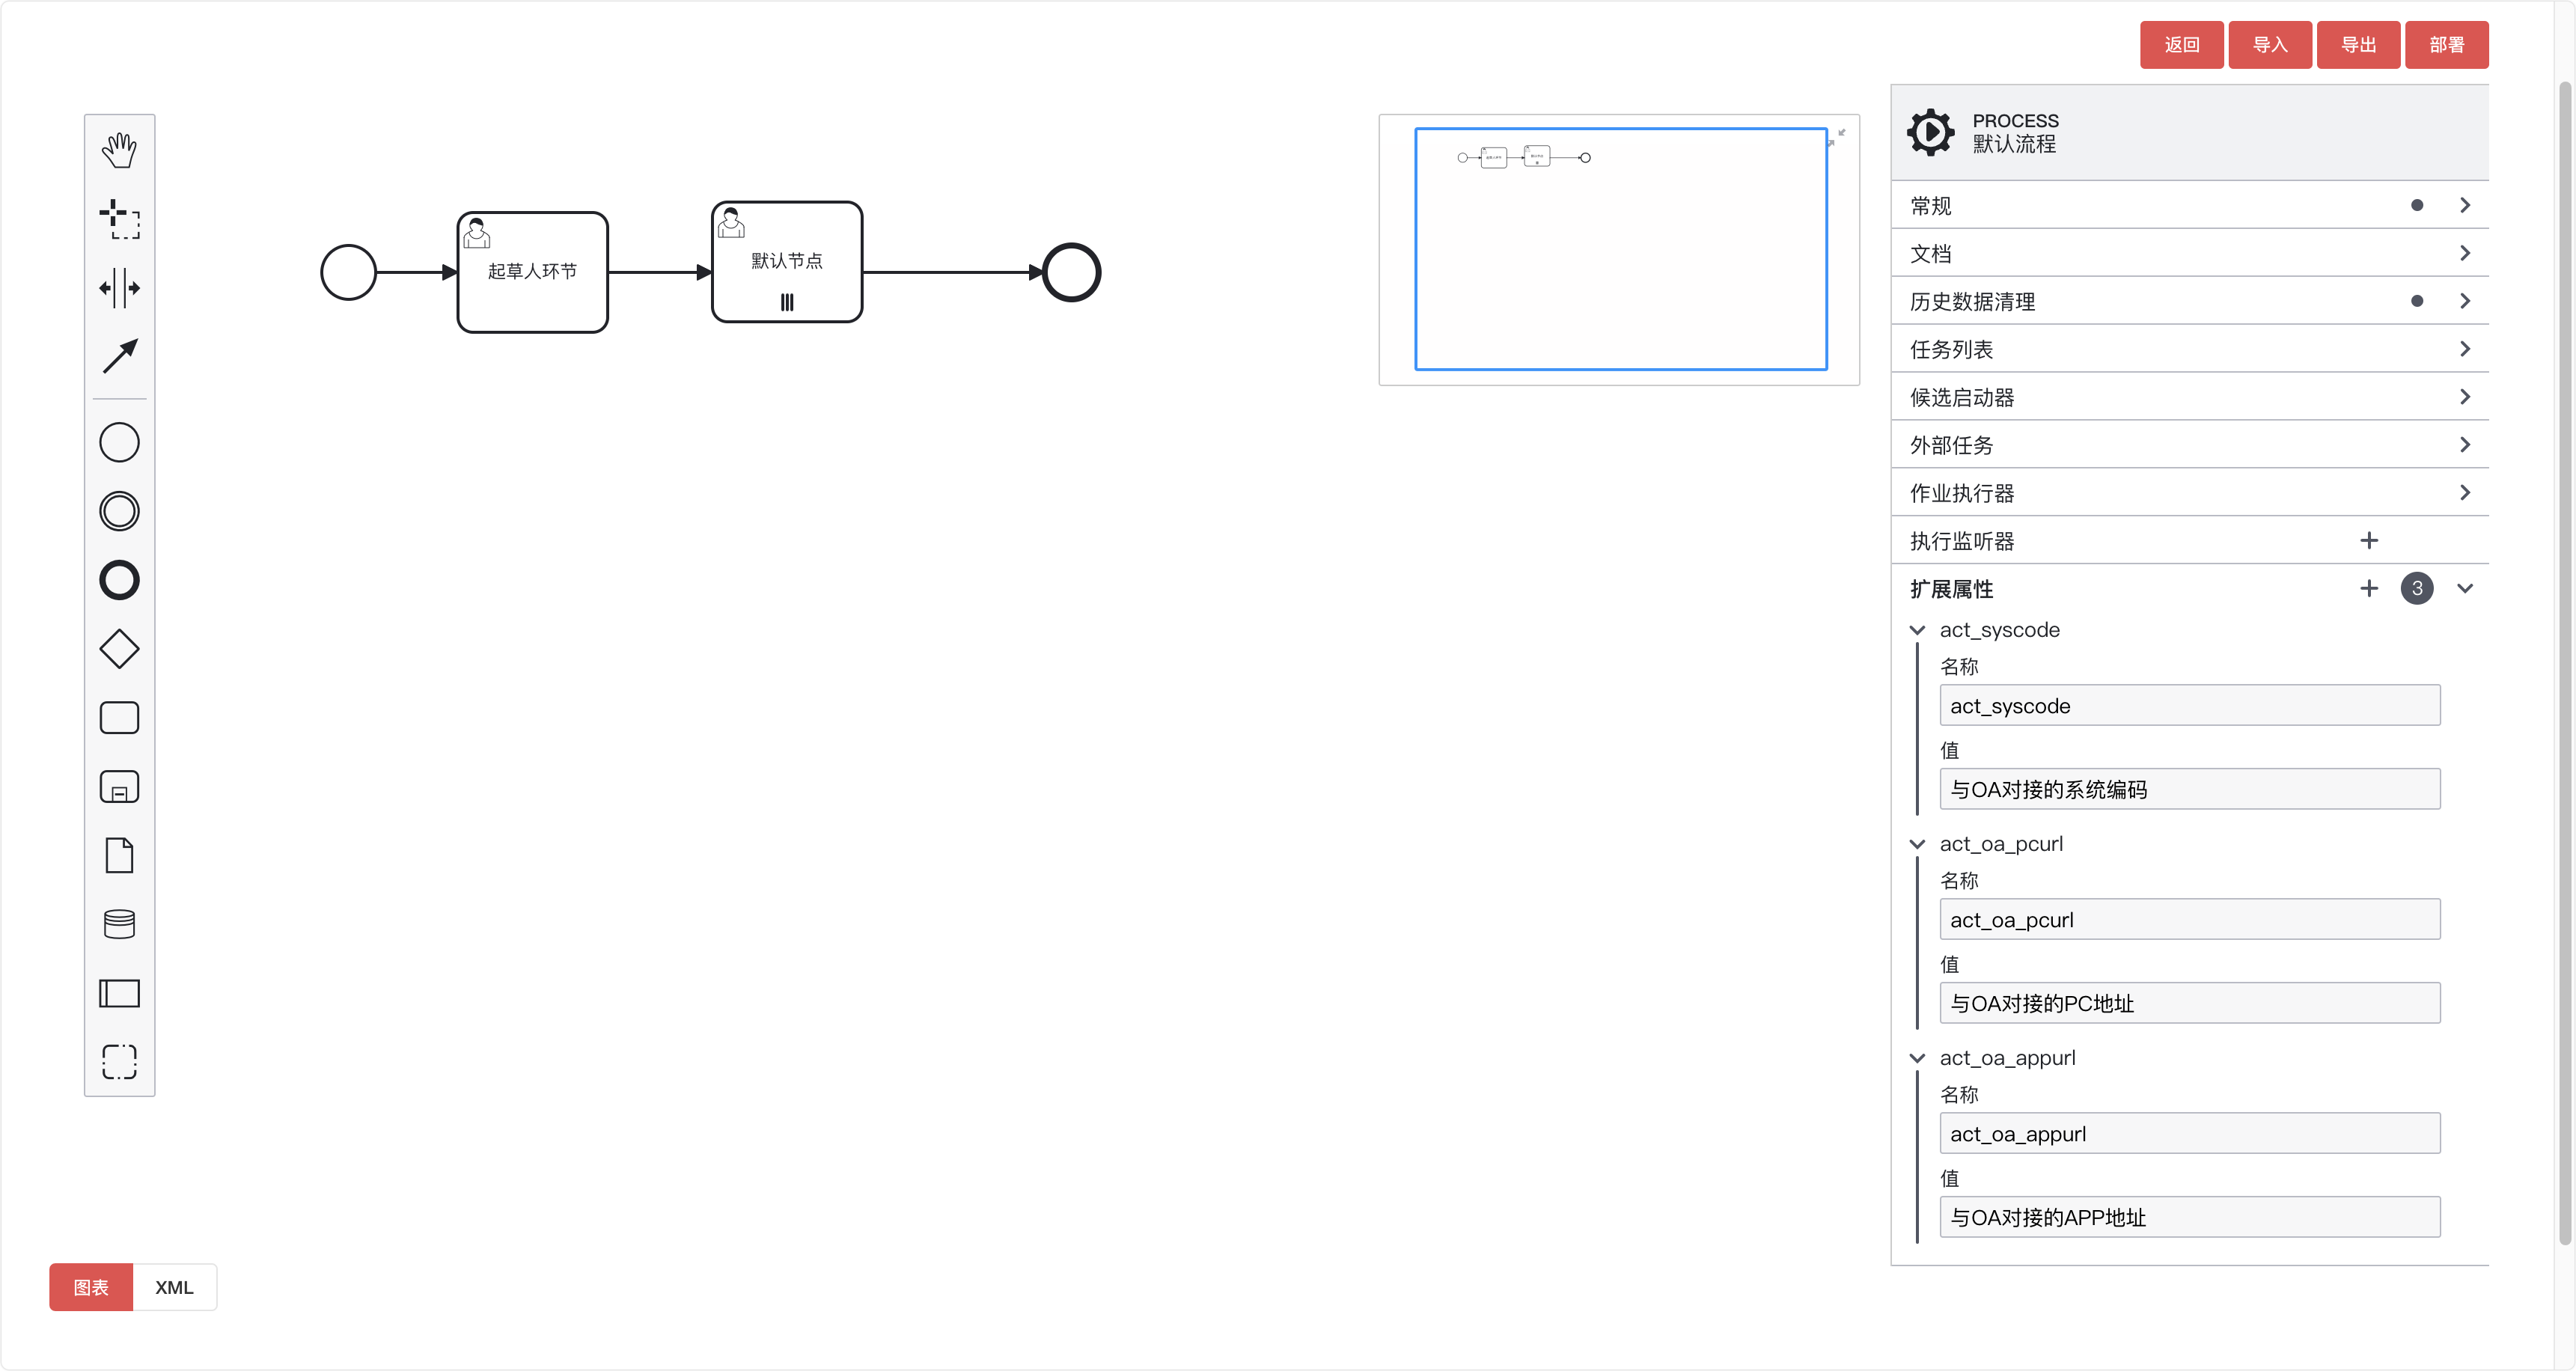 返回
导入
导出
部署
起草人环节
默认节点
PROCESS
默认流程
常规
文档
历史数据清理
任务列表
候选启动器
外部任务
作业执行器
执行监听器
扩展属性
3
act_syscode
名称
act_syscode
值
与OA对接的系统编码
act_oa_pcurl
名称
act_oa_pcurl
值
与OA对接的PC地址
act_oa_appurl
名称
act_oa_appurl
值
与OA对接的APP地址
图表
XML